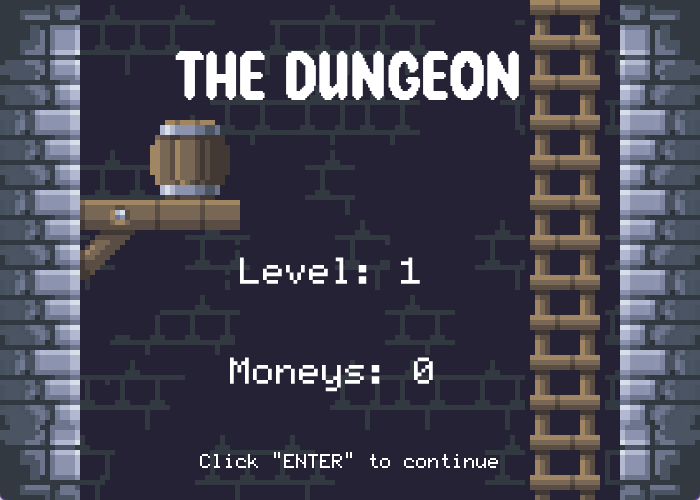 THE DUNGEON
Level: 1
Moneys: 0
Click "ENTER" to continue